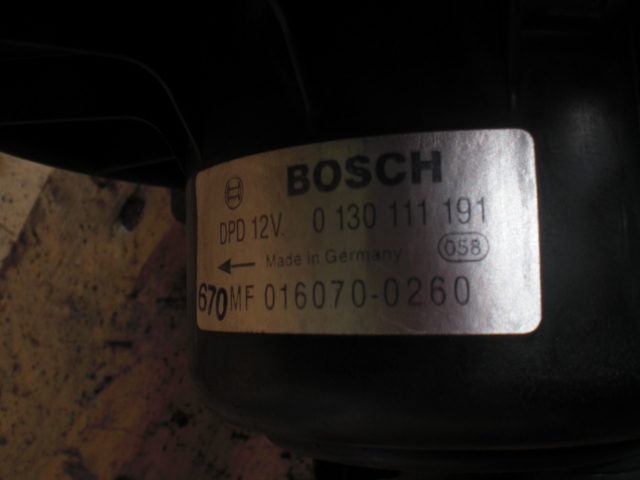 BOSCH
DPD 12V. 0 130 111 191
Made in Germany 058
670 MF 016070-0260